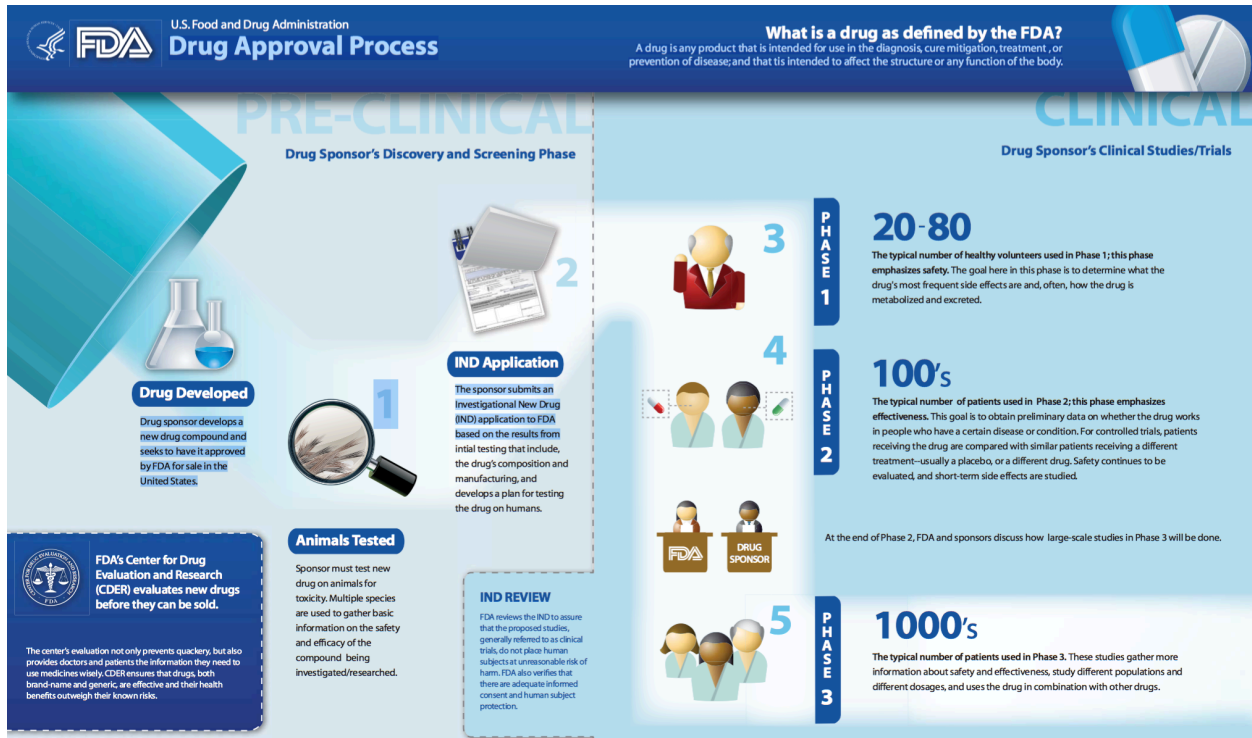 U.S. Food and Drug Administration
FDA
Drug Approval Process
What is a drug as defined by the FDA?
A drug is any product that is intended for use in the diagnosis, cure mitigation, treatment , or
prevention of disease; and that tis intended to affect the structure or any function of the body.
PRE-CLINICAL
Drug Sponsor's Discovery and Screening Phase
Drug Developed
Drug sponsor develops a
new drug compound and
seeks to have it approved
by FDA for sale in the
United States.
1
Animals Tested
Sponsor must test new
drug on animals for
toxicity. Multiple species
are used to gather basic
information on the safety
and efficacy of the
compound being
investigated/researched.
2
IND Application
The sponsor submits an
Investigational New Drug
(IND) application to FDA
based on the results from
intial testing that include,
the drug's composition and
manufacturing, and
develops a plan for testing
the drug on humans.
CENTER FOR DRUG EVALUATION AND RESEARCH
FDA
FDA's Center for Drug
Evaluation and Research
(CDER) evaluates new drugs
before they can be sold.
The center's evaluation not only prevents quackery, but also
provides doctors and patients the information they need to
use medicines wisely. CDER ensures that drugs, both
brand-name and generic, are effective and their health
benefits outweigh their known risks.
IND REVIEW
FDA reviews the IND to assure
that the proposed studies,
generally referred to as clinical
trials, do not place human
subjects at unreasonable risk of
harm. FDA also verifies that
there are adequate informed
consent and human subject
protection.
CLINICAL
Drug Sponsor's Clinical Studies/Trials
3
PHASE 1
20-80
The typical number of healthy volunteers used in Phase 1; this phase
emphasizes safety. The goal here in this phase is to determine what the
drug's most frequent side effects are and, often, how the drug is
metabolized and excreted.
4
PHASE 2
100's
The typical number of patients used in Phase 2; this phase emphasizes
effectiveness. This goal is to obtain preliminary data on whether the drug works
in people who have a certain disease or condition. For controlled trials, patients
receiving the drug are compared with similar patients receiving a different
treatment--usually a placebo, or a different drug. Safety continues to be
evaluated, and short-term side effects are studied.
FDA
DRUG
SPONSOR
At the end of Phase 2, FDA and sponsors discuss how large-scale studies in Phase 3 will be done.
5
PHASE 3
1000's
The typical number of patients used in Phase 3. These studies gather more
information about safety and effectiveness, study different populations and
different dosages, and uses the drug in combination with other drugs.